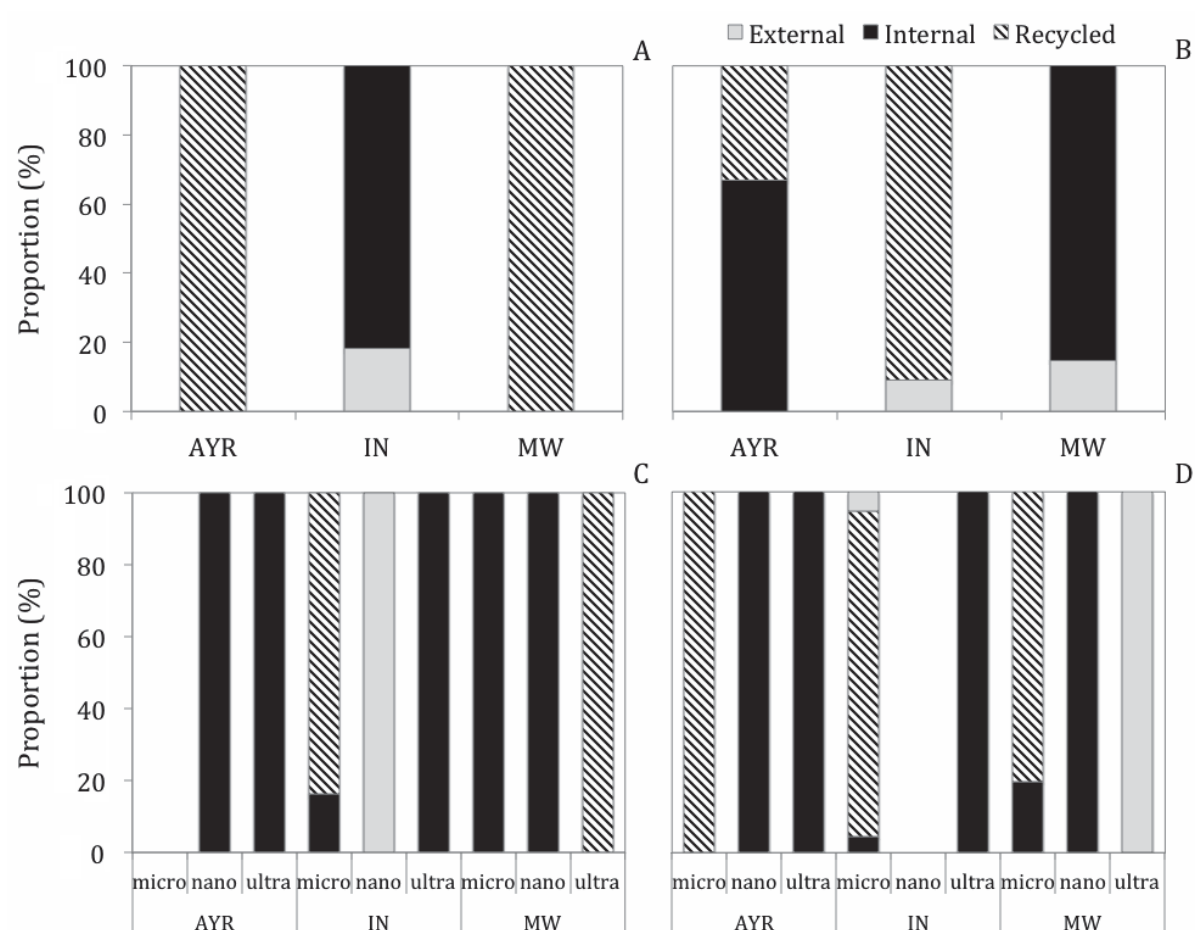 External Internal Recycled
A
B
Proportion (%)
100
80
60
40
20
0
AYR IN MW
AYR IN MW
C
D
Proportion (%)
100
80
60
40
20
0
micro nano ultra micro nano ultra micro nano ultra
AYR IN MW
micro nano ultra micro nano ultra micro nano ultra
AYR IN MW